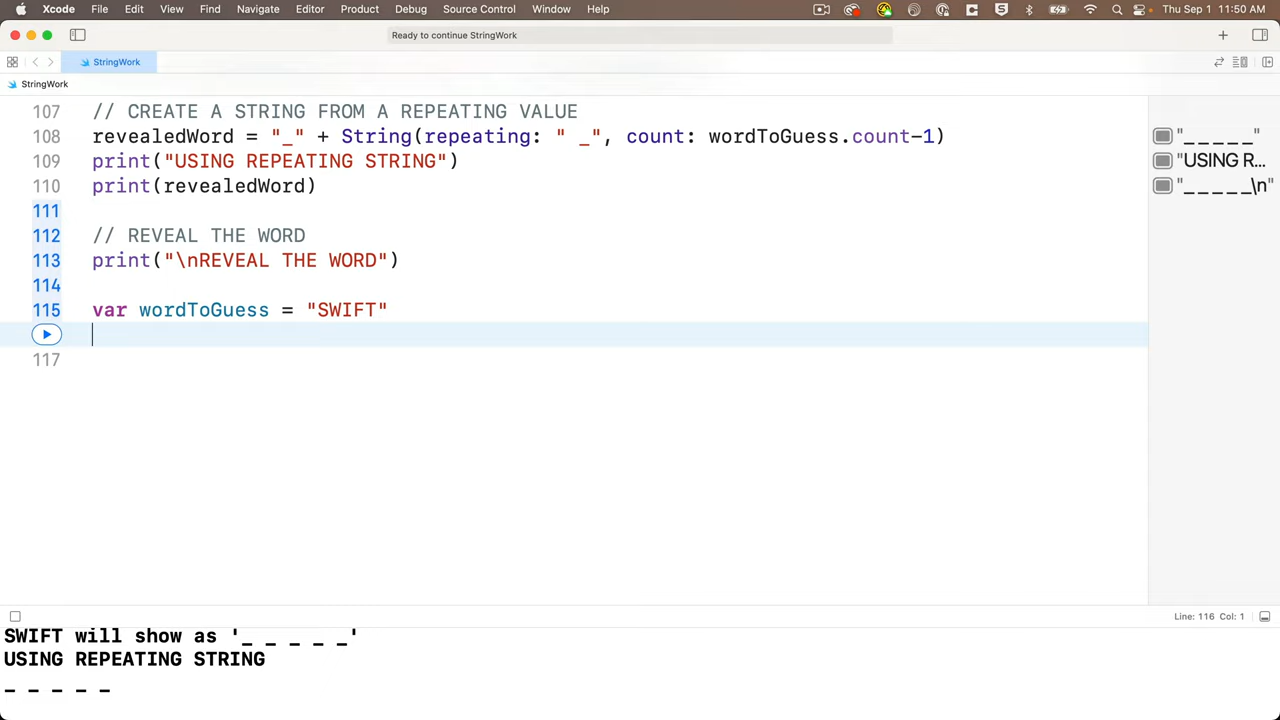 Xcode File Edit View Find Navigate Editor Product Debug Source Control Window Help Thu Sep 1 11:50 AM
Ready to continue StringWork
StringWork
StringWork
107 // CREATE A STRING FROM A REPEATING VALUE
108 revealedWord = "_" + String(repeating: " _", count: wordToGuess.count-1)
"_ _ _ _ _"
109 print("USING REPEATING STRING")
"USING R...
110 print(revealedWord)
"_ _ _ _ _\n"
111
112 // REVEAL THE WORD
113 print("\nREVEAL THE WORD")
114
115 var wordToGuess = "SWIFT"
117
Line: 116 Col: 1
SWIFT will show as '_ _ _ _ _'
USING REPEATING STRING
_ _ _ _ _